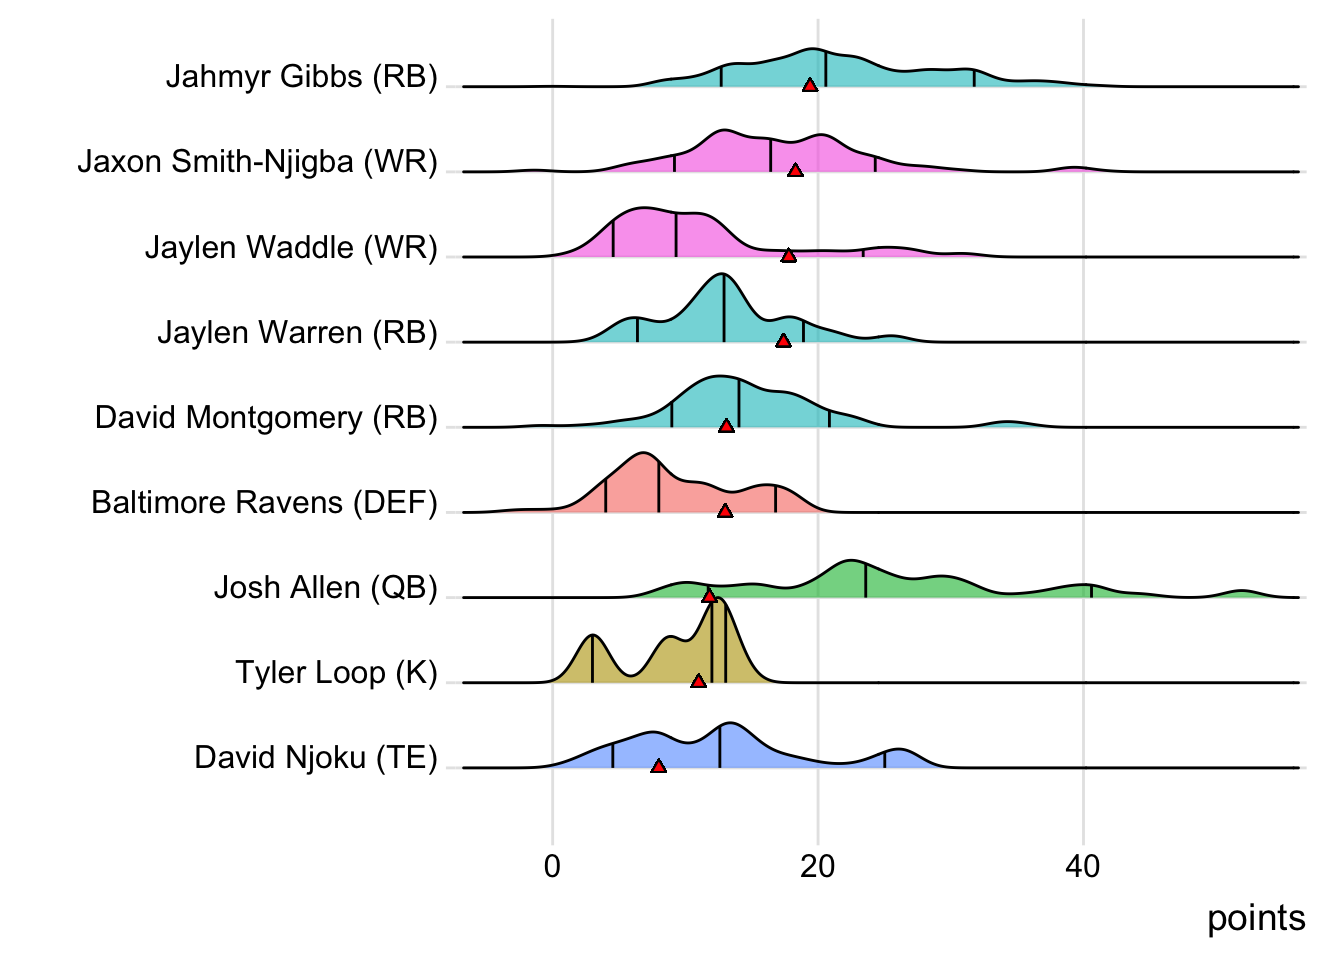 Jahmyr Gibbs (RB)
Jaxon Smith-Njigba (WR)
Jaylen Waddle (WR)
Jaylen Warren (RB)
David Montgomery (RB)
Baltimore Ravens (DEF)
Josh Allen (QB)
Tyler Loop (K)
David Njoku (TE)
0 20 40
points